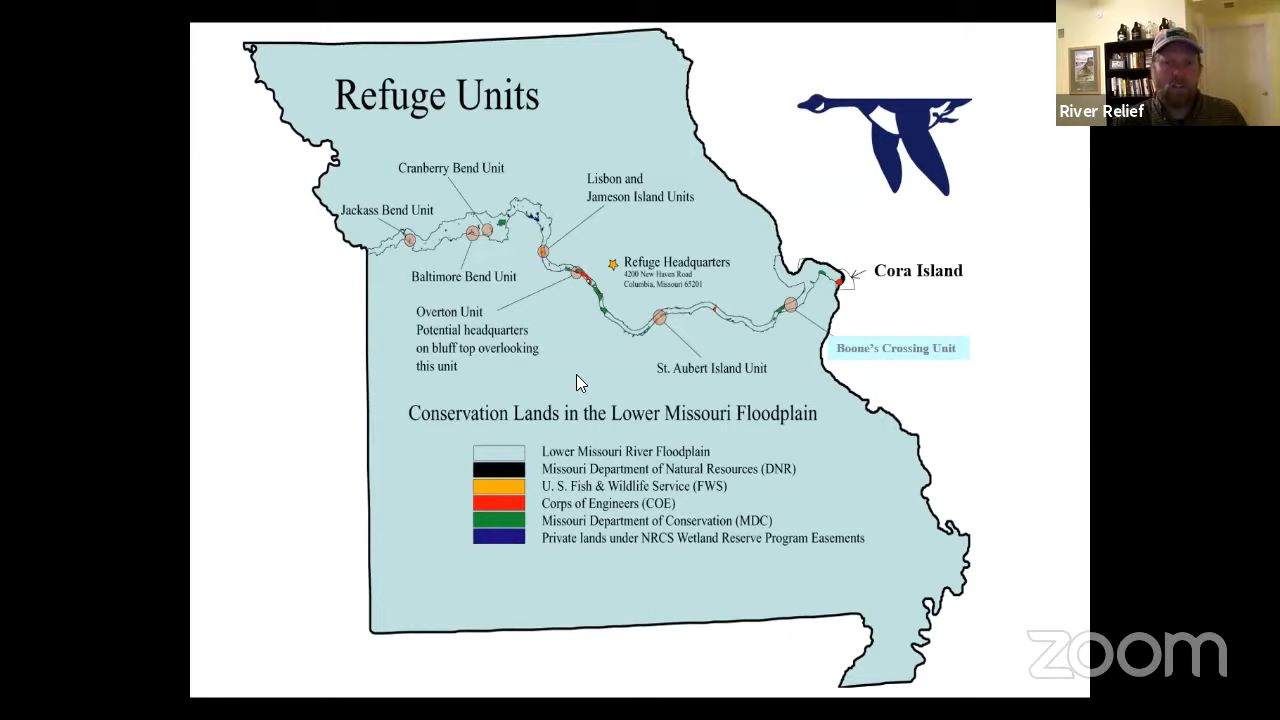 Refuge Units
River Relief
Cranberry Bend Unit
Lisbon and
Jameson Island Units
Jackass Bend Unit
Refuge Headquarters
4200 New Haven Road
Columbia, Missouri 65201
Cora Island
Baltimore Bend Unit
Overton Unit
Potential headquarters
on bluff top overlooking
this unit
Boone's Crossing Unit
St. Aubert Island Unit
Conservation Lands in the Lower Missouri Floodplain
Lower Missouri River Floodplain
Missouri Department of Natural Resources (DNR)
U. S. Fish & Wildlife Service (FWS)
Corps of Engineers (COE)
Missouri Department of Conservation (MDC)
Private lands under NRCS Wetland Reserve Program Easements
zoom